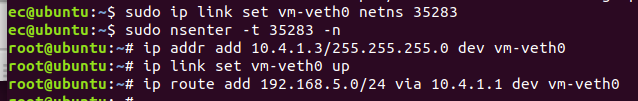 ec@ubuntu:~$ sudo ip link set vm-veth0 netns 35283
ec@ubuntu:~$ sudo nsenter -t 35283 -n
root@ubuntu:~# ip addr add 10.4.1.3/255.255.255.0 dev vm-veth0
root@ubuntu:~# ip link set vm-veth0 up
root@ubuntu:~# ip route add 192.168.5.0/24 via 10.4.1.1 dev vm-veth0
root@ubuntu:~#